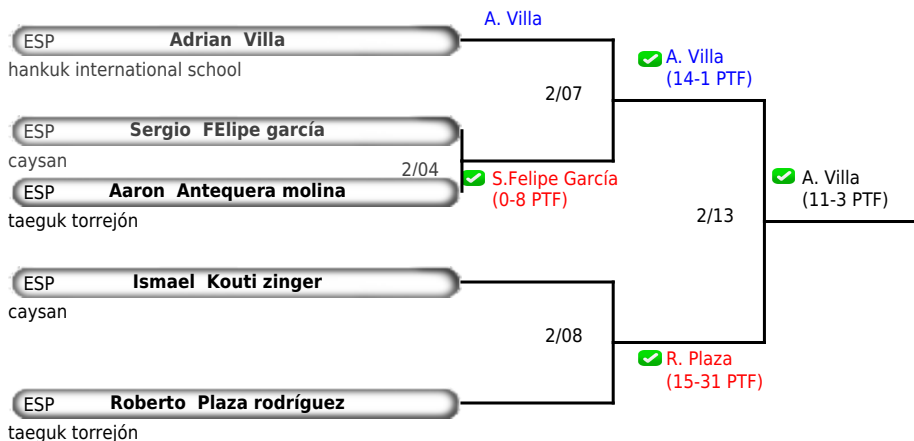 A. Villa
ESP Adrian Villa
hankuk international school
A. Villa
(14-1 PTF)
2/07
ESP Sergio FElipe garcía
caysan
2/04
S.Felipe García
(0-8 PTF)
ESP Aaron Antequera molina
taeguk torrejón
A. Villa
(11-3 PTF)
2/13
ESP Ismael Kouti zinger
caysan
2/08
R. Plaza
(15-31 PTF)
ESP Roberto Plaza rodríguez
taeguk torrejón